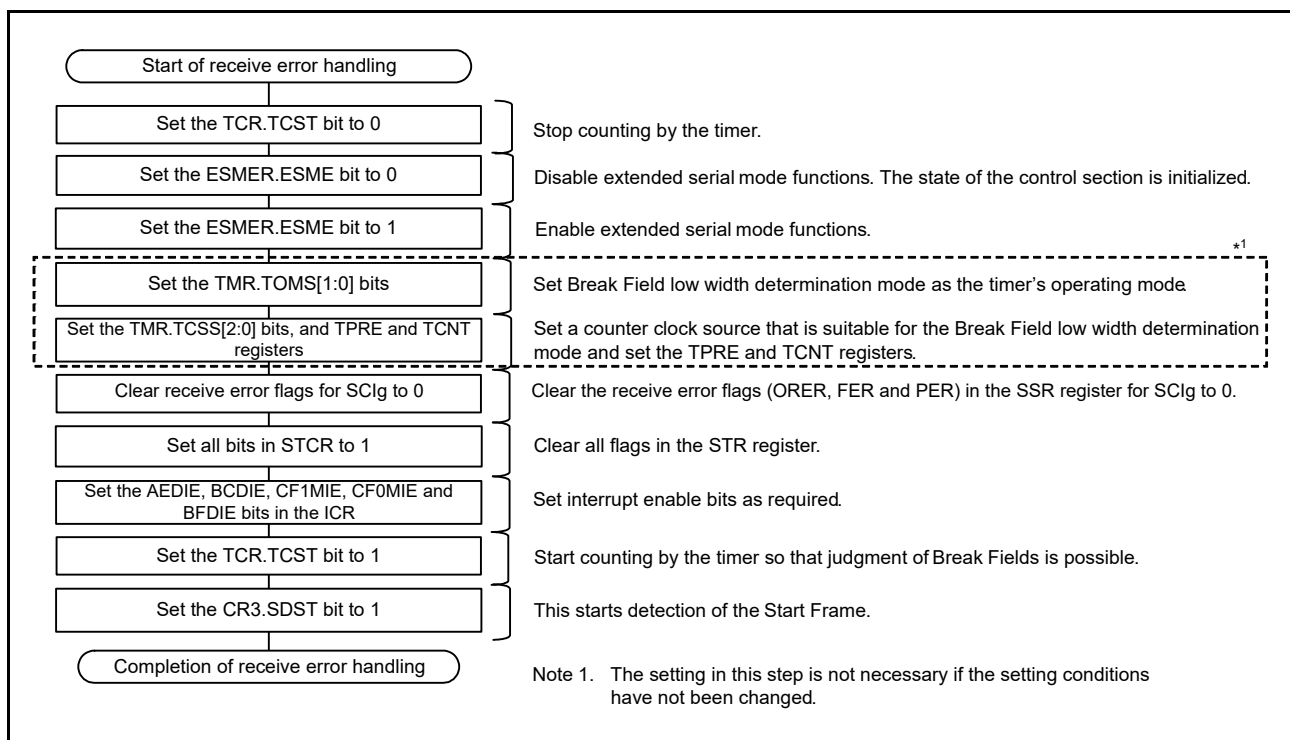 Start of receive error handling
Set the TCR.TCST bit to 0
Stop counting by the timer.
Set the ESMER.ESME bit to 0
Disable extended serial mode functions. The state of the control section is initialized.
Set the ESMER.ESME bit to 1
Enable extended serial mode functions.
*1
Set the TMR.TOMS[1:0] bits
Set Break Field low width determination mode as the timer's operating mode.
Set the TMR.TCSS[2:0] bits, and TPRE and TCNT
registers
Set a counter clock source that is suitable for the Break Field low width determination
mode and set the TPRE and TCNT registers.
Clear receive error flags for SCIg to 0
Clear the receive error flags (ORER, FER and PER) in the SSR register for SCIg to 0.
Set all bits in STCR to 1
Clear all flags in the STR register.
Set the AEDIE, BCDIE, CF1MIE, CF0MIE and
BFDIE bits in the ICR
Set interrupt enable bits as required.
Set the TCR.TCST bit to 1
Start counting by the timer so that judgment of Break Fields is possible.
Set the CR3.SDST bit to 1
This starts detection of the Start Frame.
Completion of receive error handling
Note 1. The setting in this step is not necessary if the setting conditions
have not been changed.